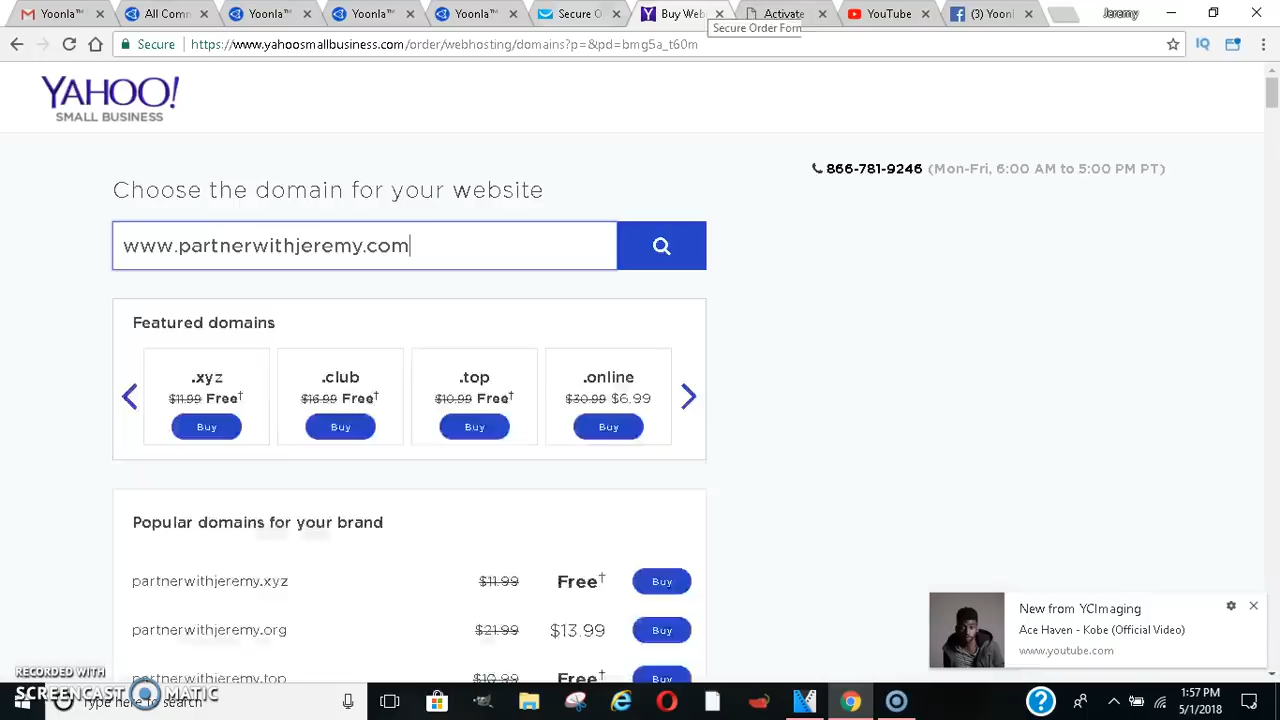 Yoonla™
All Comm
Yoonla™
Yoonla™
Yoonla™
Secure O
Buy Web
Activate
YouTube
(3) Yoonl
Jeremy
Secure Order Form
Secure
https://www.yahoosmallbusiness.com/order/webhosting/domains?p=&pd=bmg5a_t60m
YAHOO!
SMALL BUSINESS
866-781-9246 (Mon-Fri, 6:00 AM to 5:00 PM PT)
Choose the domain for your website
www.partnerwithjeremy.com
Featured domains
.xyz
$11.99 Free†
Buy
.club
$16.99 Free†
Buy
.top
$10.99 Free†
Buy
.online
$30.99 $6.99
Buy
Popular domains for your brand
partnerwithjeremy.xyz $11.99 Free† Buy
partnerwithjeremy.org $21.99 $13.99 Buy
partnerwithjeremy.top $10.99 Free† Buy
New from YCImaging
Ace Haven - Kobe (Official Video)
www.youtube.com
RECORDED WITH
SCREENCAST MATIC
Type here to search
1:57 PM
5/1/2018